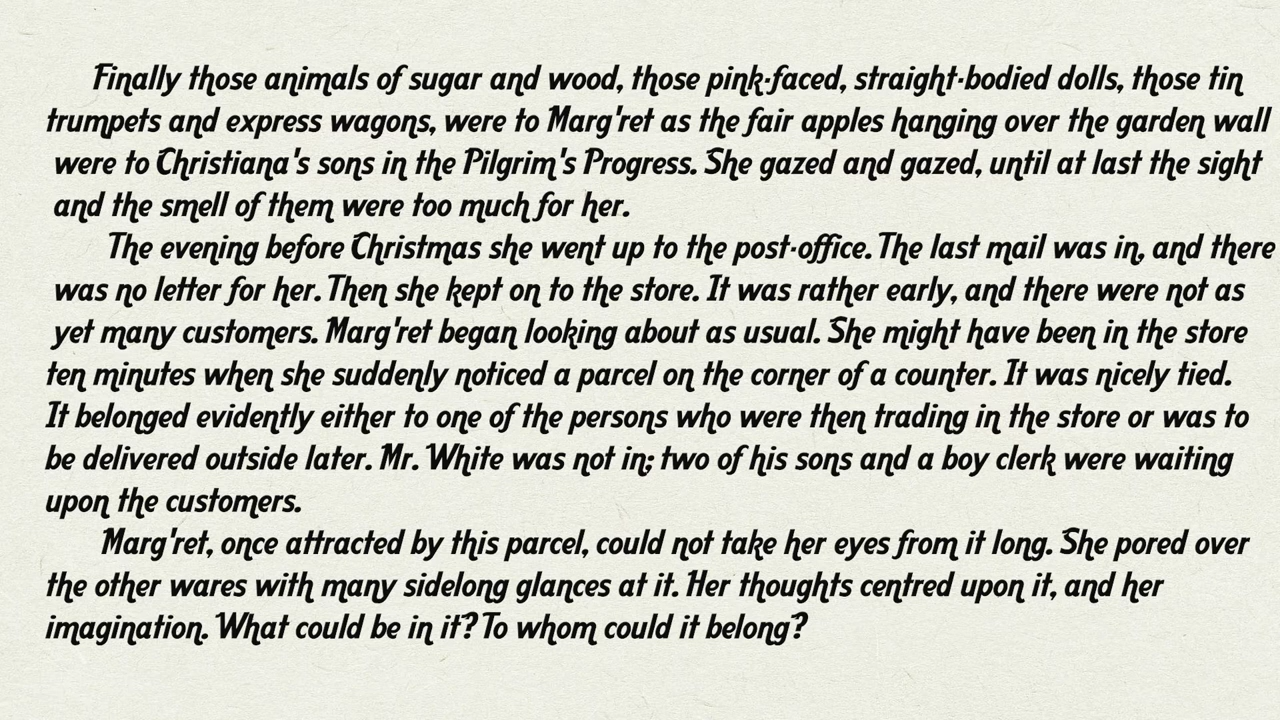 Finally those animals of sugar and wood, those pink-faced, straight-bodied dolls, those tin
trumpets and express wagons, were to Marg'ret as the fair apples hanging over the garden wall
were to Christiana's sons in the Pilgrim's Progress. She gazed and gazed, until at last the sight
and the smell of them were too much for her.
The evening before Christmas she went up to the post-office. The last mail was in, and there
was no letter for her. Then she kept on to the store. It was rather early, and there were not as
yet many customers. Marg'ret began looking about as usual. She might have been in the store
ten minutes when she suddenly noticed a parcel on the corner of a counter. It was nicely tied.
It belonged evidently either to one of the persons who were then trading in the store or was to
be delivered outside later. Mr. White was not in; two of his sons and a boy clerk were waiting
upon the customers.
Marg'ret, once attracted by this parcel, could not take her eyes from it long. She pored over
the other wares with many sidelong glances at it. Her thoughts centred upon it, and her
imagination. What could be in it? To whom could it belong?